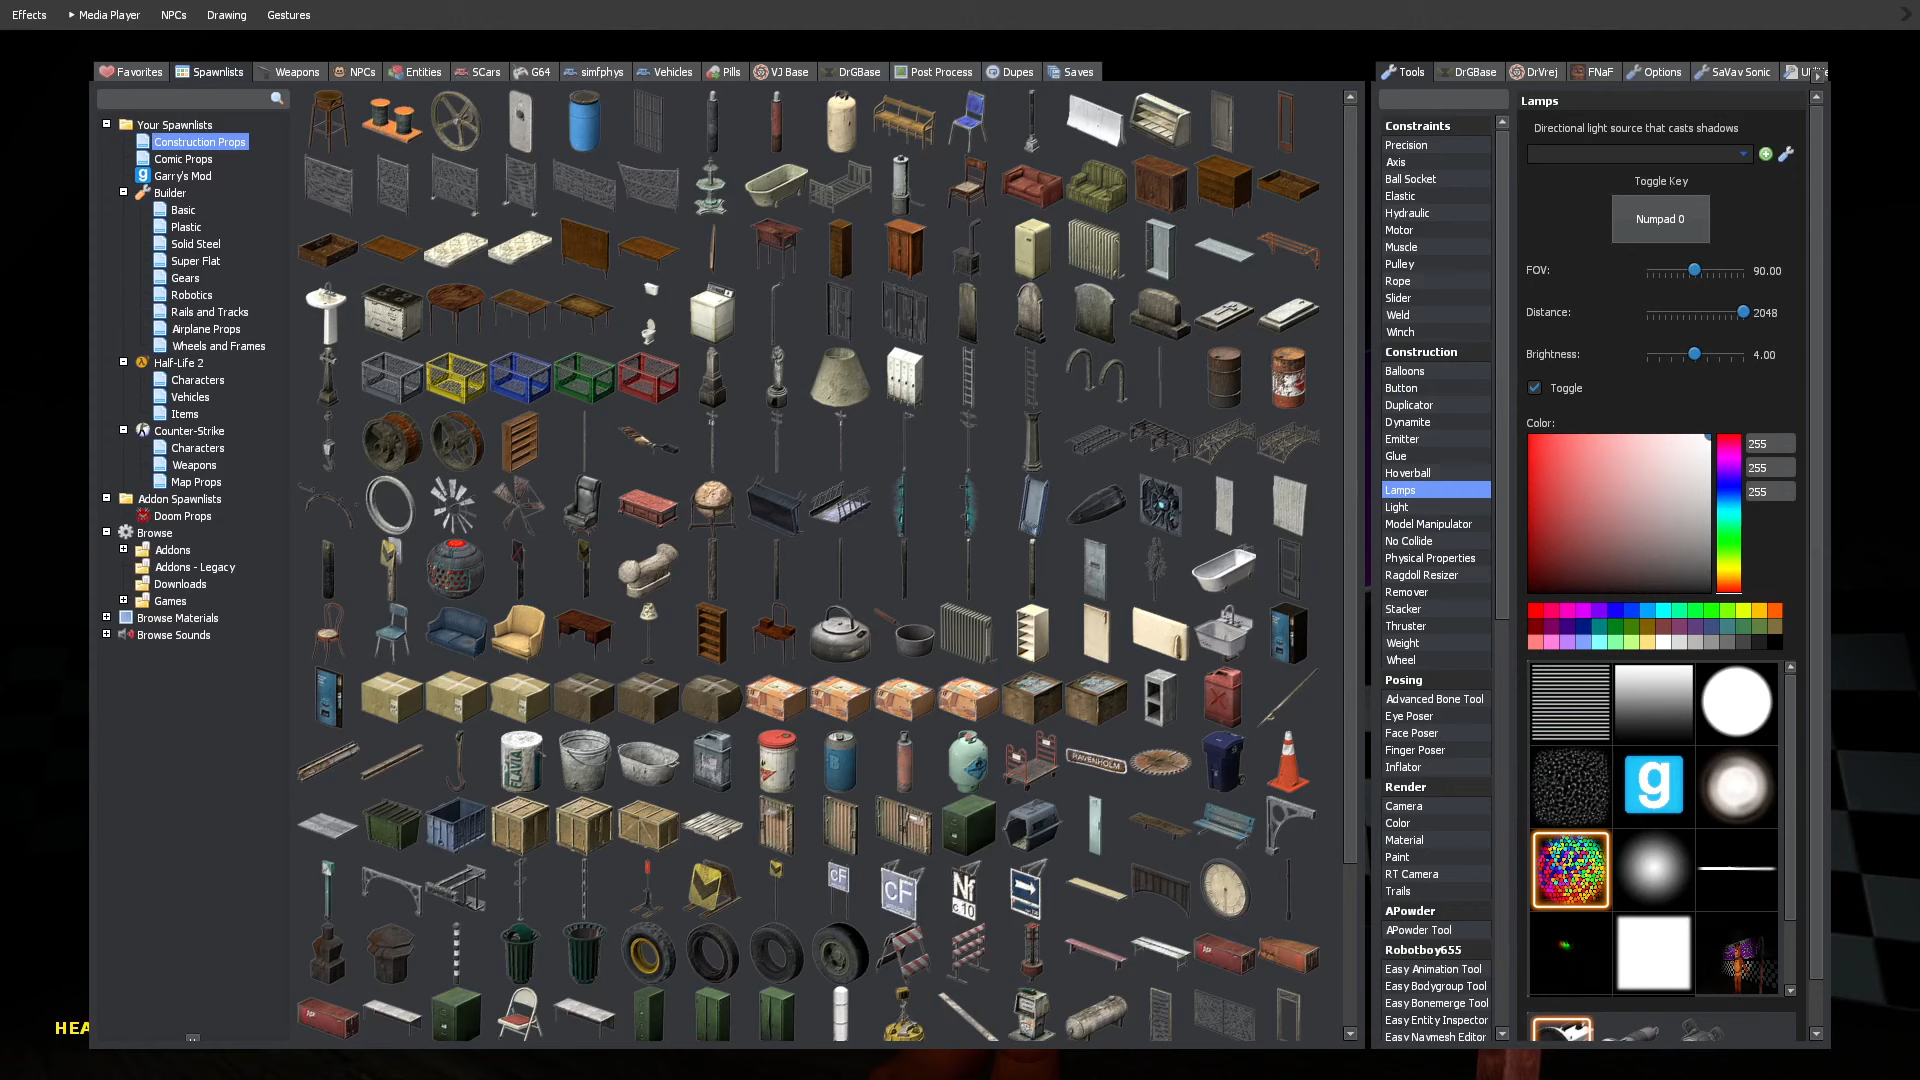 Effects
Media Player
NPCs
Drawing
Gestures
Favorites
Spawnlists
Weapons
NPCs
Entities
SCars
G64
simfphys
Vehicles
Pills
VJ Base
DrGBase
Post Process
Dupes
Saves
Tools
DrGBase
DrVrej
FNaF
Options
SaVav Sonic
Your Spawnlists
Construction Props
Comic Props
Garry's Mod
Builder
Basic
Plastic
Solid Steel
Super Flat
Gears
Robotics
Rails and Tracks
Airplane Props
Wheels and Frames
Half-Life 2
Characters
Vehicles
Items
Counter-Strike
Characters
Weapons
Map Props
Addon Spawnlists
Doom Props
Browse
Addons
Addons - Legacy
Downloads
Games
Browse Materials
Browse Sounds
HEA
RAVENHOLM
cF
cF
Nf
c 10
Constraints
Precision
Axis
Ball Socket
Elastic
Hydraulic
Motor
Muscle
Pulley
Rope
Slider
Weld
Winch
Construction
Balloons
Button
Duplicator
Dynamite
Emitter
Glue
Hoverball
Lamps
Light
Model Manipulator
No Collide
Physical Properties
Ragdoll Resizer
Remover
Stacker
Thruster
Weight
Wheel
Posing
Advanced Bone Tool
Eye Poser
Face Poser
Finger Poser
Inflator
Render
Camera
Color
Material
Paint
RT Camera
Trails
APowder
APowder Tool
Robotboy655
Easy Animation Tool
Easy Bodygroup Tool
Easy Bonemerge Tool
Easy Entity Inspector
Easy Navmesh Editor
Lamps
Directional light source that casts shadows
Toggle Key
Numpad 0
FOV: 90.00
Distance: 2048
Brightness: 4.00
Toggle
Color:
255
255
255
g